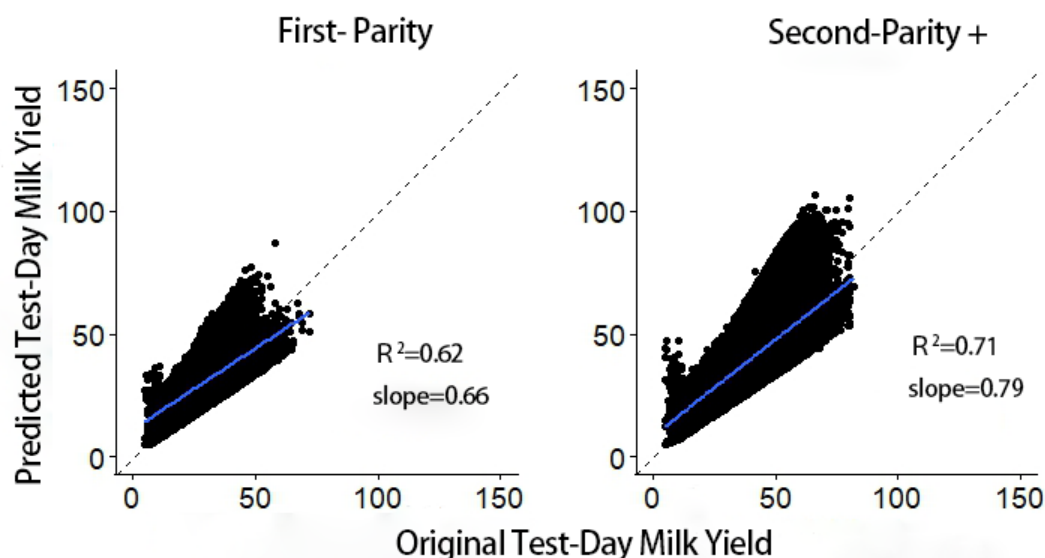 First- Parity
Second-Parity +
Predicted Test-Day Milk Yield
150
100
50
0
R²=0.62
slope=0.66
0 50 100 150
150
100
50
0
R²=0.71
slope=0.79
0 50 100 150
Original Test-Day Milk Yield